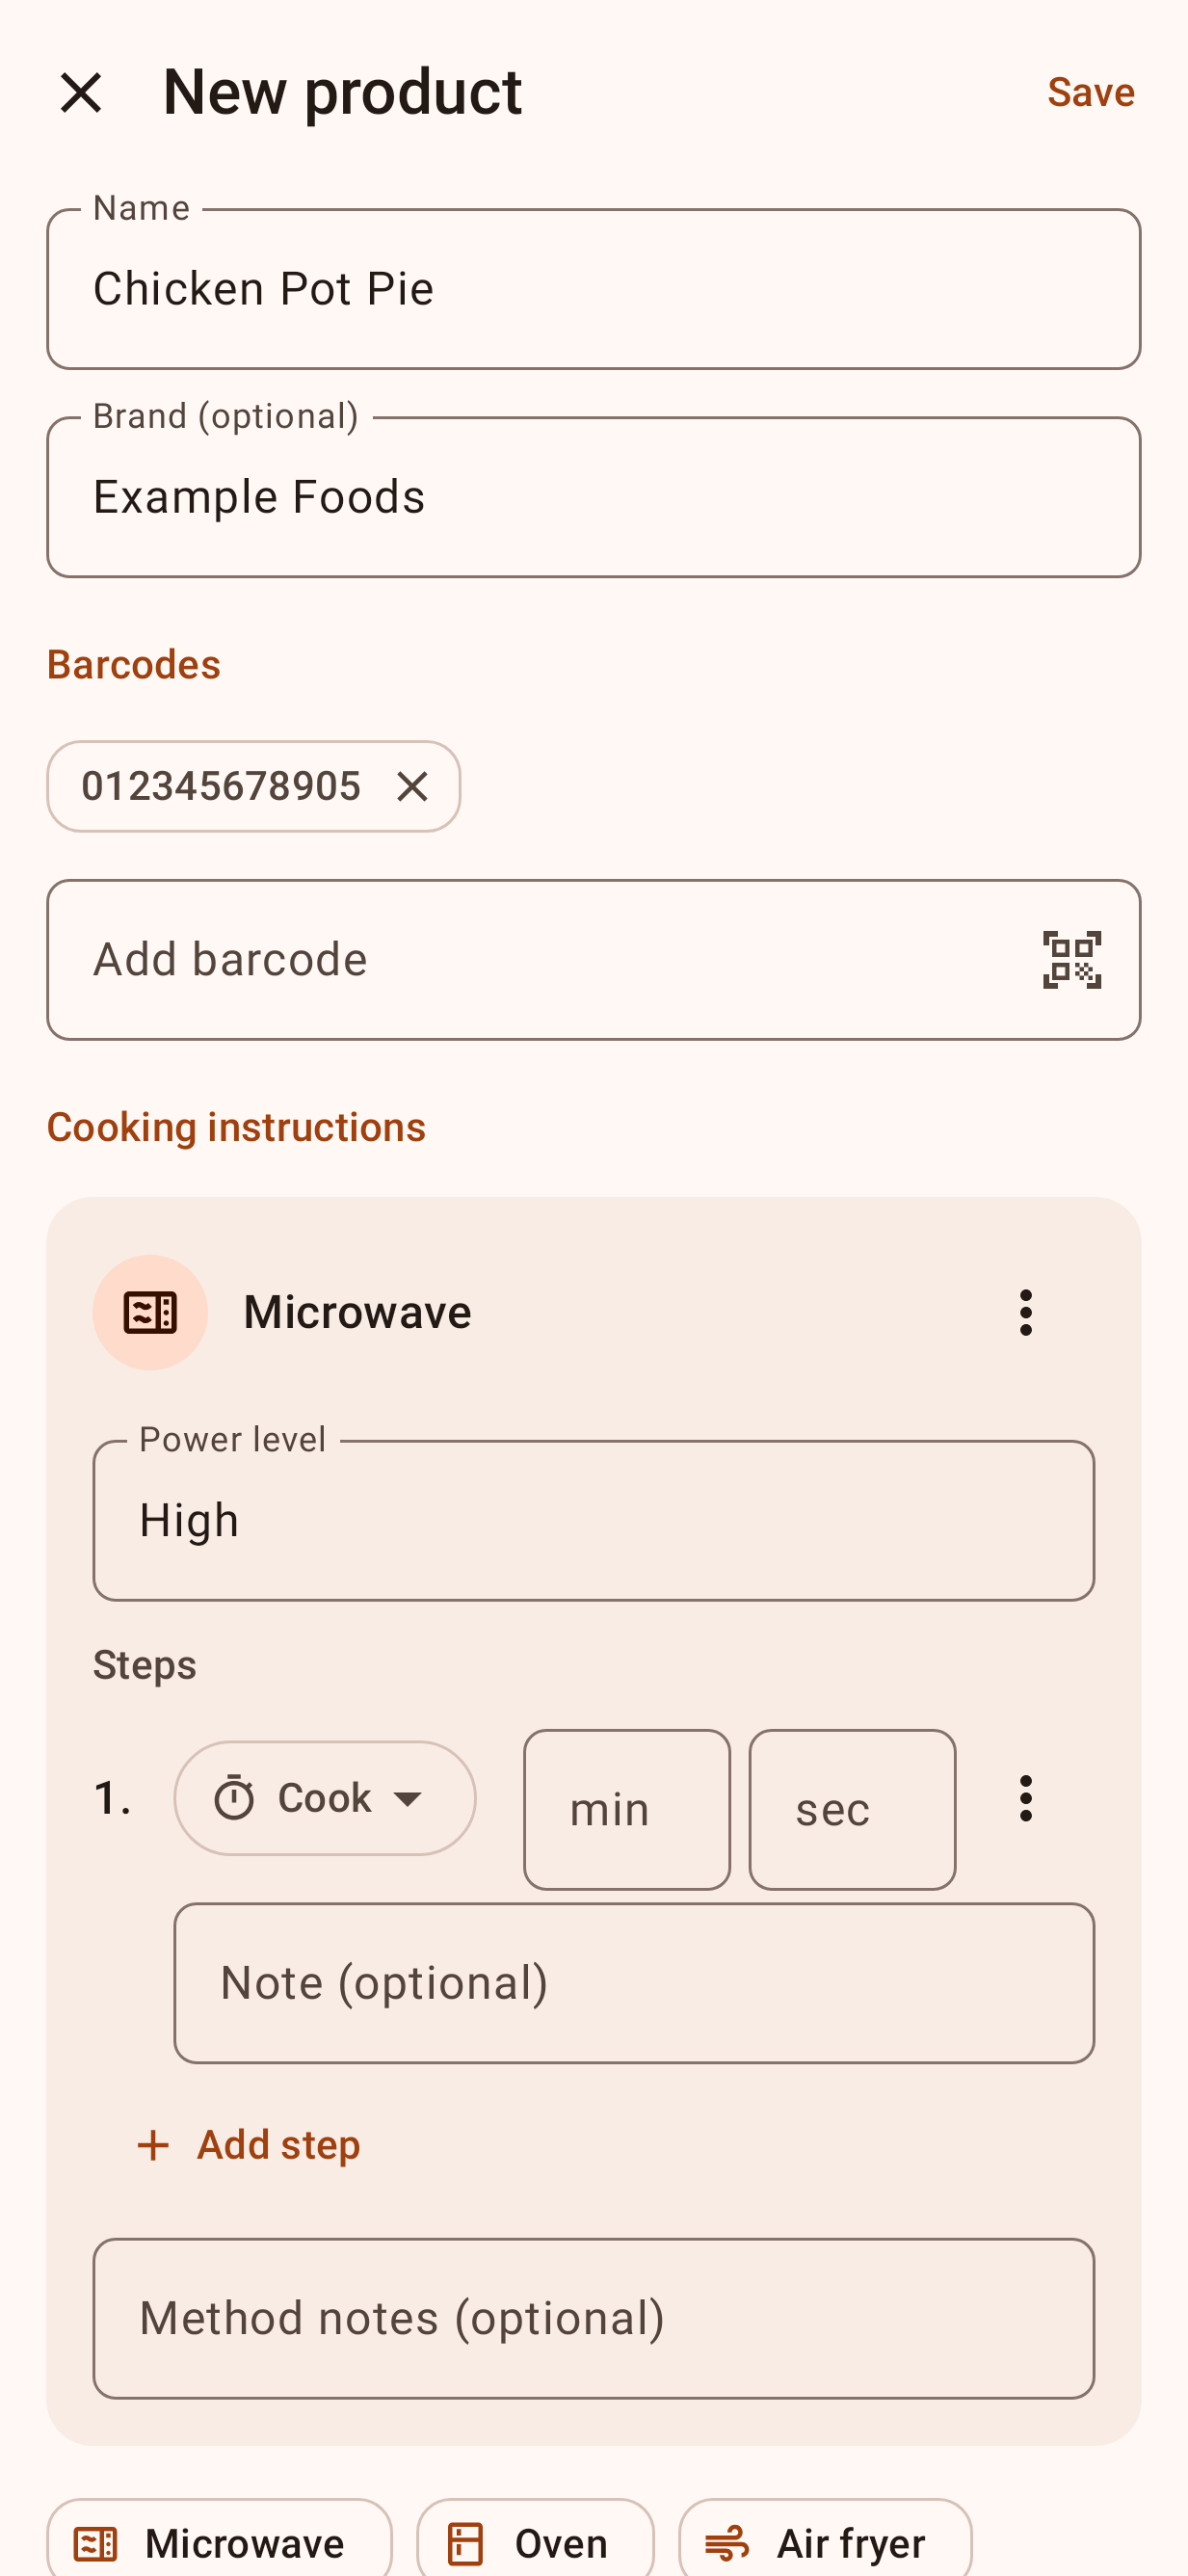 New product
Save
Name
Chicken Pot Pie
Brand (optional)
Example Foods
Barcodes
012345678905
Add barcode
Cooking instructions
Microwave
Power level
High
Steps
1. Cook min sec
Note (optional)
Add step
Method notes (optional)
Microwave Oven Air fryer